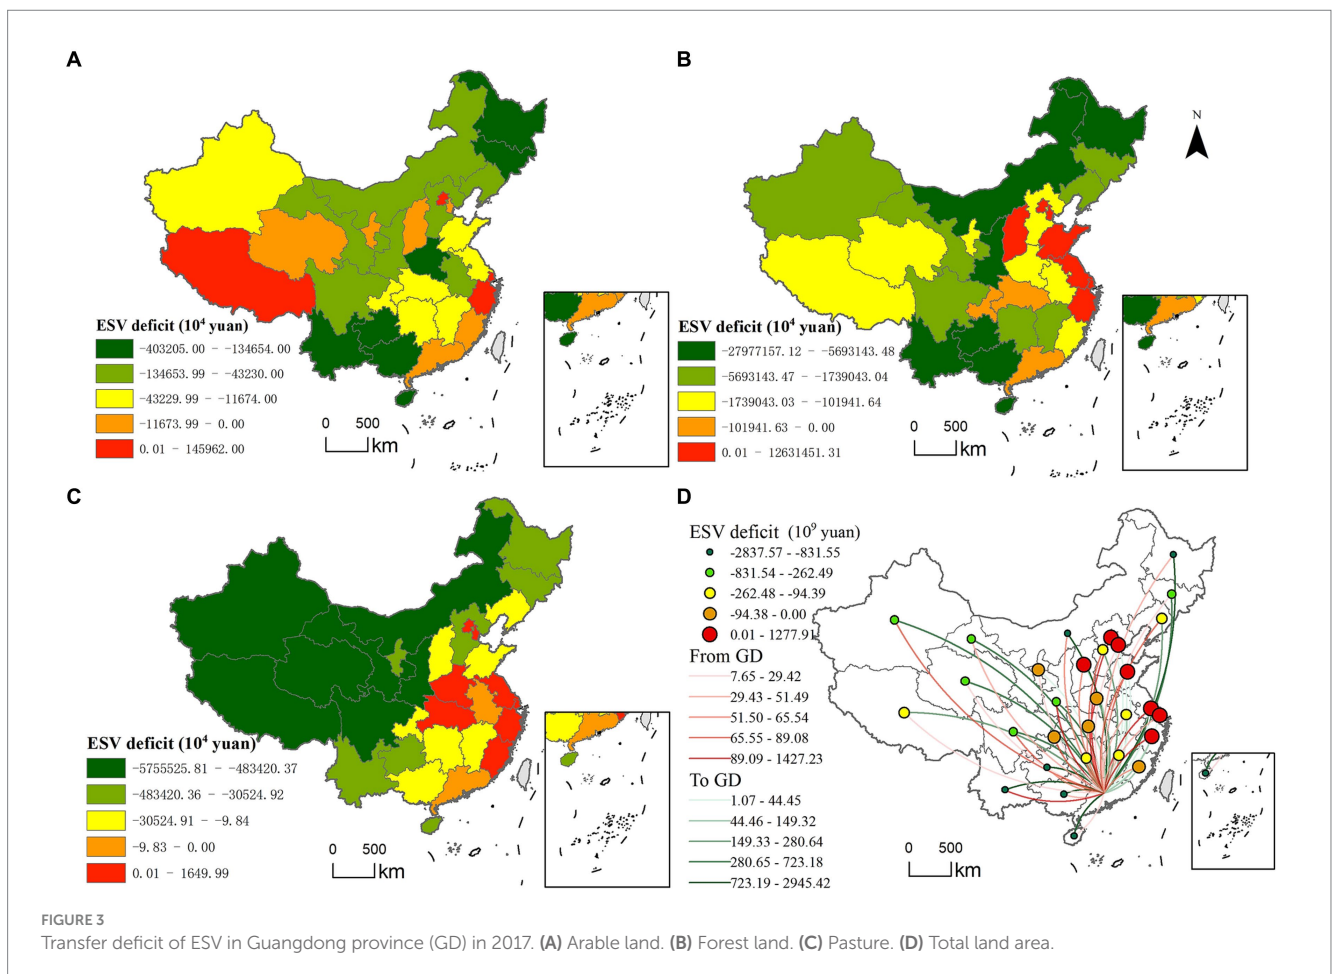 A
ESV deficit (10⁴ yuan)
-403205.00 - -134654.00
-134653.99 - -43230.00
-43229.99 - -11674.00
-11673.99 - 0.00
0.01 - 145962.00
0 500
km
B
N
ESV deficit (10⁴ yuan)
-27977157.12 - -5693143.48
-5693143.47 - -1739043.04
-1739043.03 - -101941.64
-101941.63 - 0.00
0.01 - 12631451.31
0 500
km
C
ESV deficit (10⁴ yuan)
-5755525.81 - -483420.37
-483420.36 - -30524.92
-30524.91 - -9.84
-9.83 - 0.00
0.01 - 1649.99
0 500
km
D
ESV deficit (10⁹ yuan)
-2837.57 - -831.55
-831.54 - -262.49
-262.48 - -94.39
-94.38 - 0.00
0.01 - 1277.91
From GD
7.65 - 29.42
29.43 - 51.49
51.50 - 65.54
65.55 - 89.08
89.09 - 1427.23
To GD
1.07 - 44.45
44.46 - 149.32
149.33 - 280.64
280.65 - 723.18
723.19 - 2945.42
0 500
km
FIGURE 3
Transfer deficit of ESV in Guangdong province (GD) in 2017. (A) Arable land. (B) Forest land. (C) Pasture. (D) Total land area.